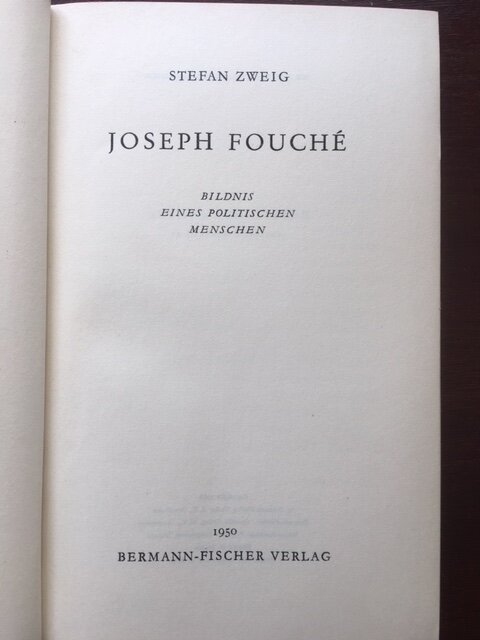 STEFAN ZWEIG
JOSEPH FOUCHÉ
BILDNIS
EINES POLITISCHEN
MENSCHEN
1950
BERMANN-FISCHER VERLAG